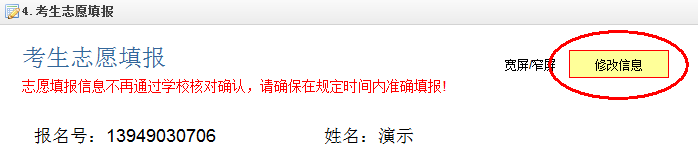 4. 考生志愿填报
考生志愿填报
宽屏/窄屏 修改信息
志愿填报信息不再通过学校核对确认，请确保在规定时间内准确填报!
报名号：13949030706 姓名：演示